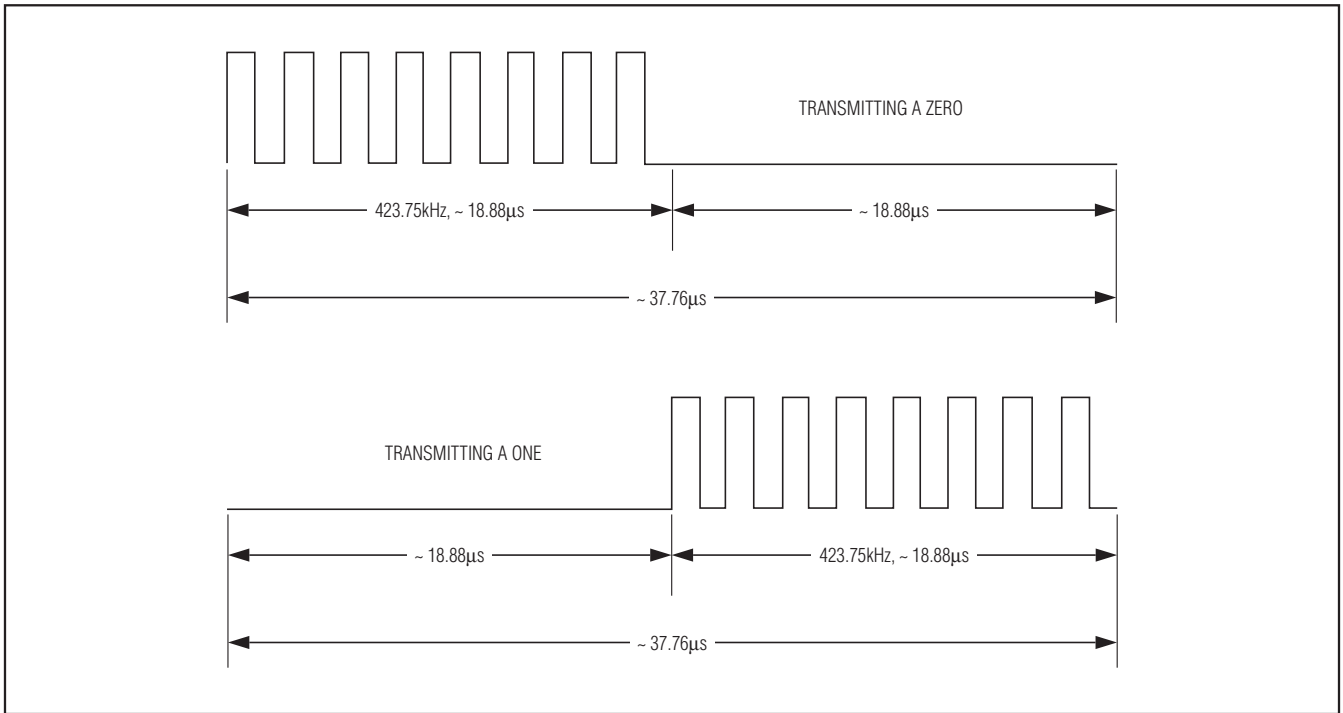 TRANSMITTING A ZERO
423.75kHz, ~ 18.88μs
~ 18.88μs
~ 37.76μs
TRANSMITTING A ONE
~ 18.88μs
423.75kHz, ~ 18.88μs
~ 37.76μs